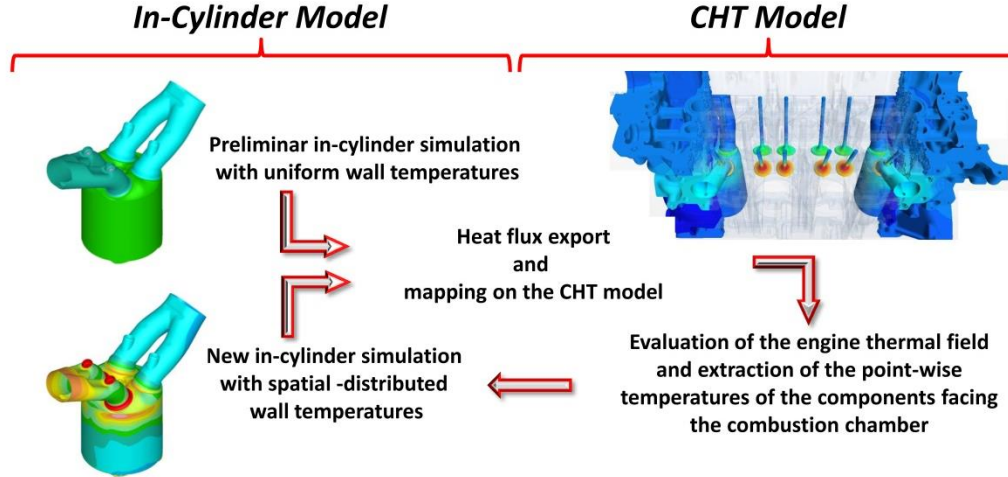 In-Cylinder Model
CHT Model
Preliminar in-cylinder simulation
with uniform wall temperatures
Heat flux export
and
mapping on the CHT model
Evaluation of the engine thermal field
and extraction of the point-wise
temperatures of the components facing
the combustion chamber
New in-cylinder simulation
with spatial -distributed
wall temperatures